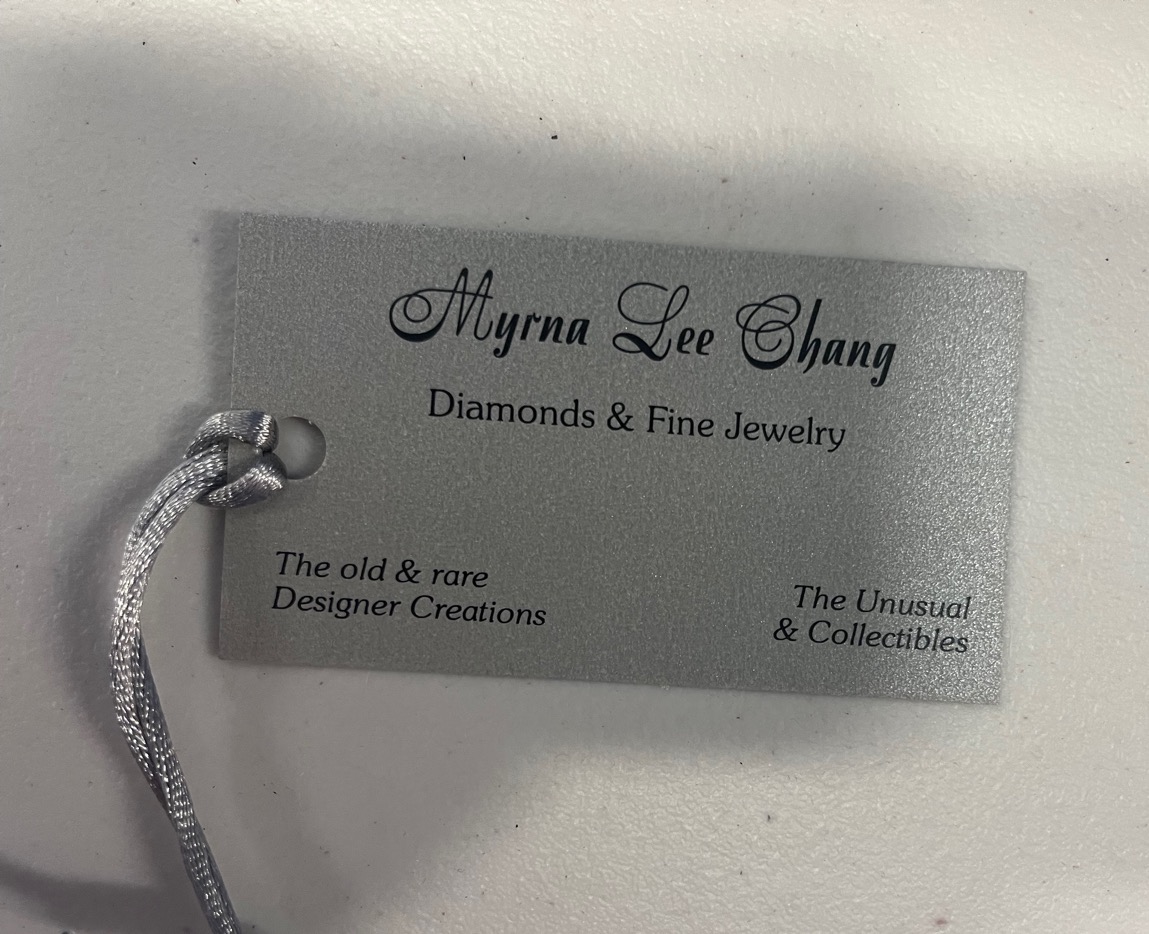 Myrna Lee Chang
Diamonds & Fine Jewelry
The old & rare
Designer Creations
The Unusual
& Collectibles